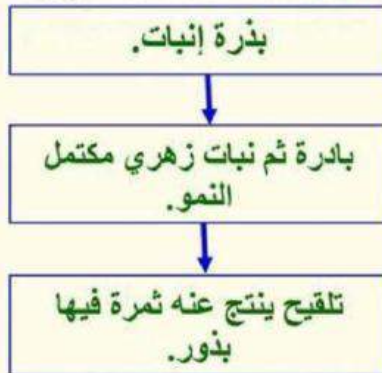 بذرة إنبات.
بادرة ثم نبات زهري مكتمل
النمو.
تلقيح ينتج عنه ثمرة فيها
بذور.